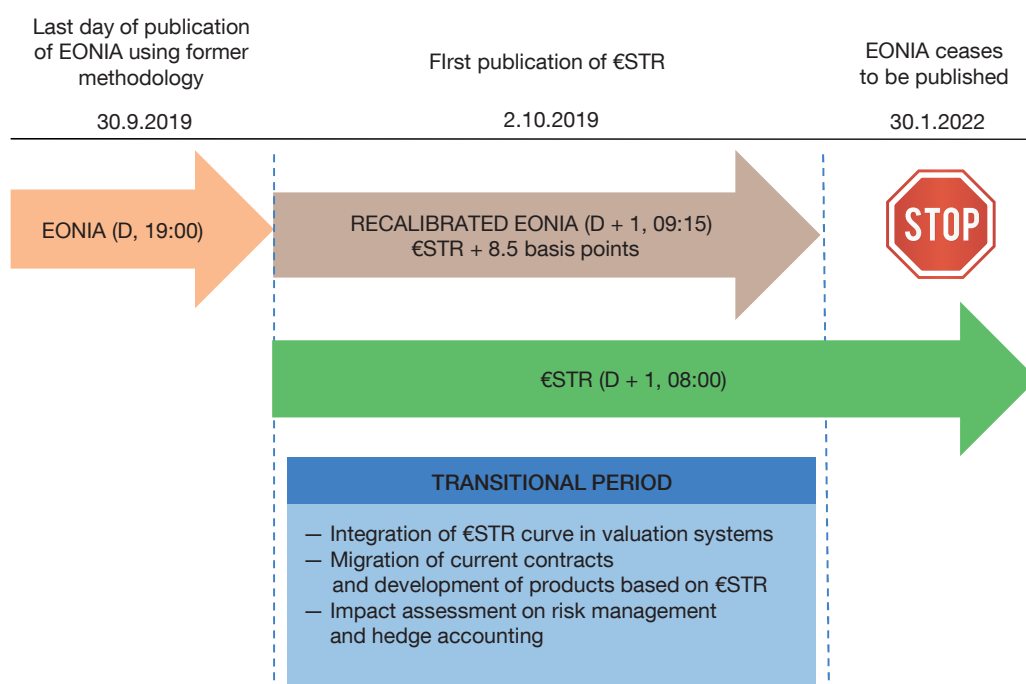 Last day of publication
of EONIA using former
methodology
30.9.2019
FIrst publication of €STR
2.10.2019
EONIA ceases
to be published
30.1.2022
EONIA (D, 19:00)
RECALIBRATED EONIA (D + 1, 09:15)
€STR + 8.5 basis points
STOP
€STR (D + 1, 08:00)
TRANSITIONAL PERIOD
— Integration of €STR curve in valuation systems
— Migration of current contracts
and development of products based on €STR
— Impact assessment on risk management
and hedge accounting